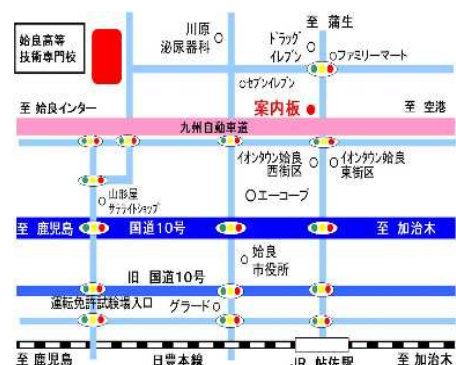 至 蒲生
川原
泌尿器科
ドラッグ
イレブン
ファミリーマート
姶良高等
技術専門校
セブンイレブン
案内板
至 姶良インター
至 空港
九州自動車道
イオンタウン姶良
西街区
イオンタウン姶良
東街区
山形屋
サテライトショップ
エーコープ
至 鹿児島
国道10号
至 加治木
姶良
市役所
旧 国道10号
運転免許試験場入口
グラード
至 鹿児島
日豊本線
JR 帖佐駅
至 加治木